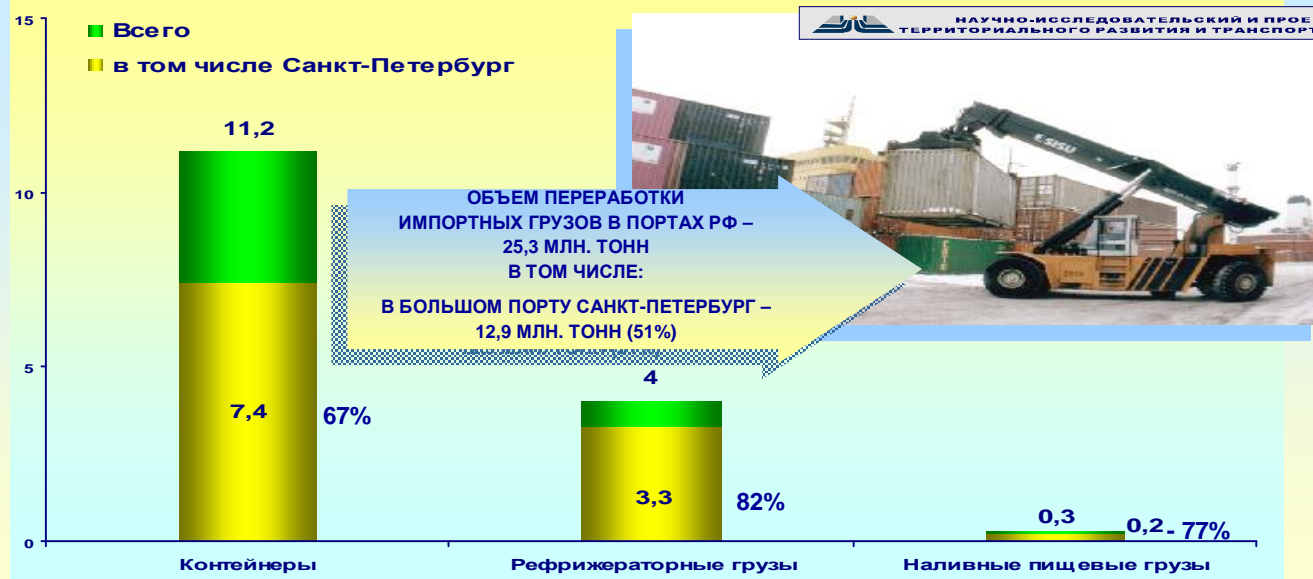 15
Всего
в том числе Санкт-Петербург
НАУЧНО-ИССЛЕДОВАТЕЛЬСКИЙ И ПРОЕ
ТЕРРИТОРИАЛЬНОГО РАЗВИТИЯ И ТРАНСПОРТ
11,2
10
ОБЪЕМ ПЕРЕРАБОТКИ
ИМПОРТНЫХ ГРУЗОВ В ПОРТАХ РФ –
25,3 МЛН. ТОНН
В ТОМ ЧИСЛЕ:
В БОЛЬШОМ ПОРТУ САНКТ-ПЕТЕРБУРГ –
12,9 МЛН. ТОНН (51%)
SISU
5
4
7,4 67%
3,3 82%
0,3 0,2 - 77%
0
Контейнеры Рефрижераторные грузы Наливные пищевые грузы